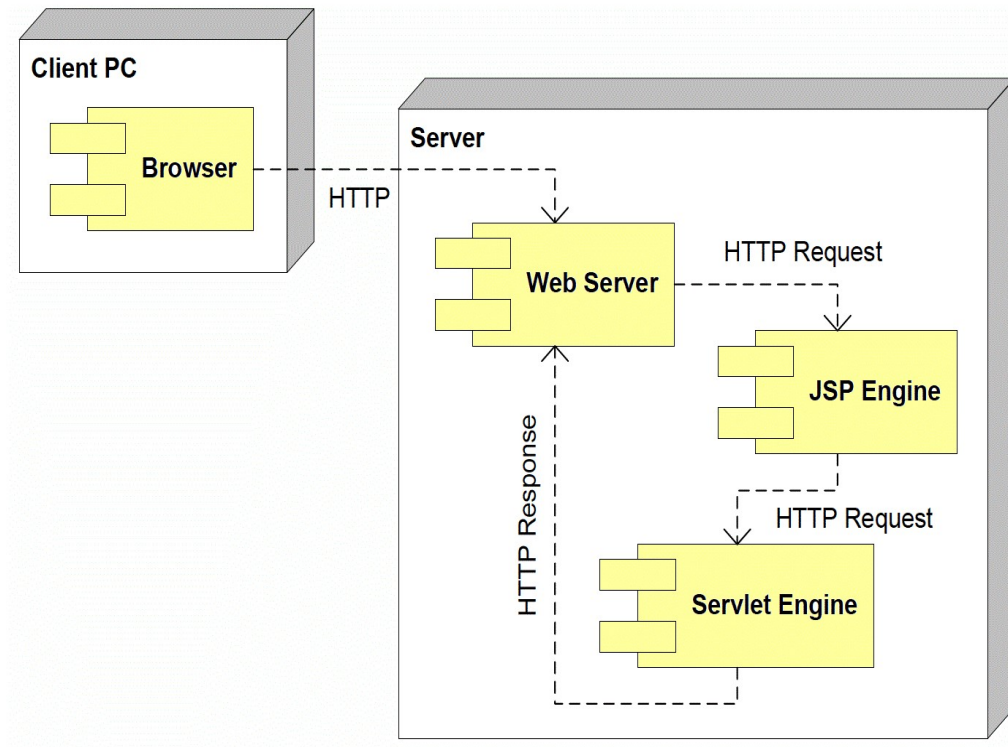 Client PC
Browser
HTTP
Server
Web Server
HTTP Request
JSP Engine
HTTP Request
Servlet Engine
HTTP Response